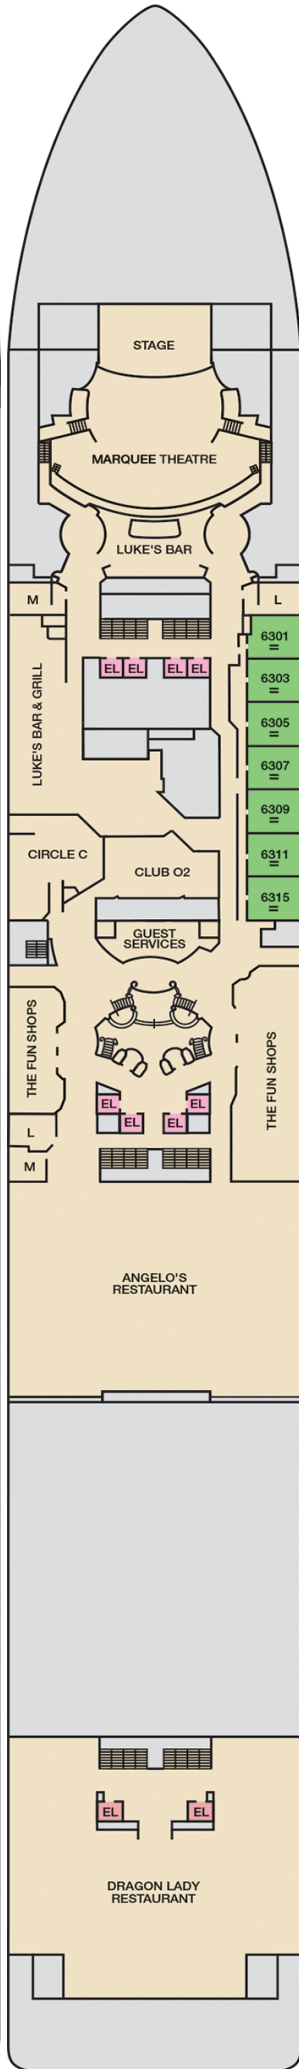 STAGE
MARQUEE THEATRE
LUKE'S BAR
M
L
6301
=
EL EL EL EL
6303
=
LUKE'S BAR & GRILL
6305
=
6307
=
6309
=
CIRCLE C
6311
=
CLUB O2
6315
=
GUEST
SERVICES
THE FUN SHOPS
THE FUN SHOPS
EL EL
EL EL
L
M
ANGELO'S
RESTAURANT
EL EL
DRAGON LADY
RESTAURANT